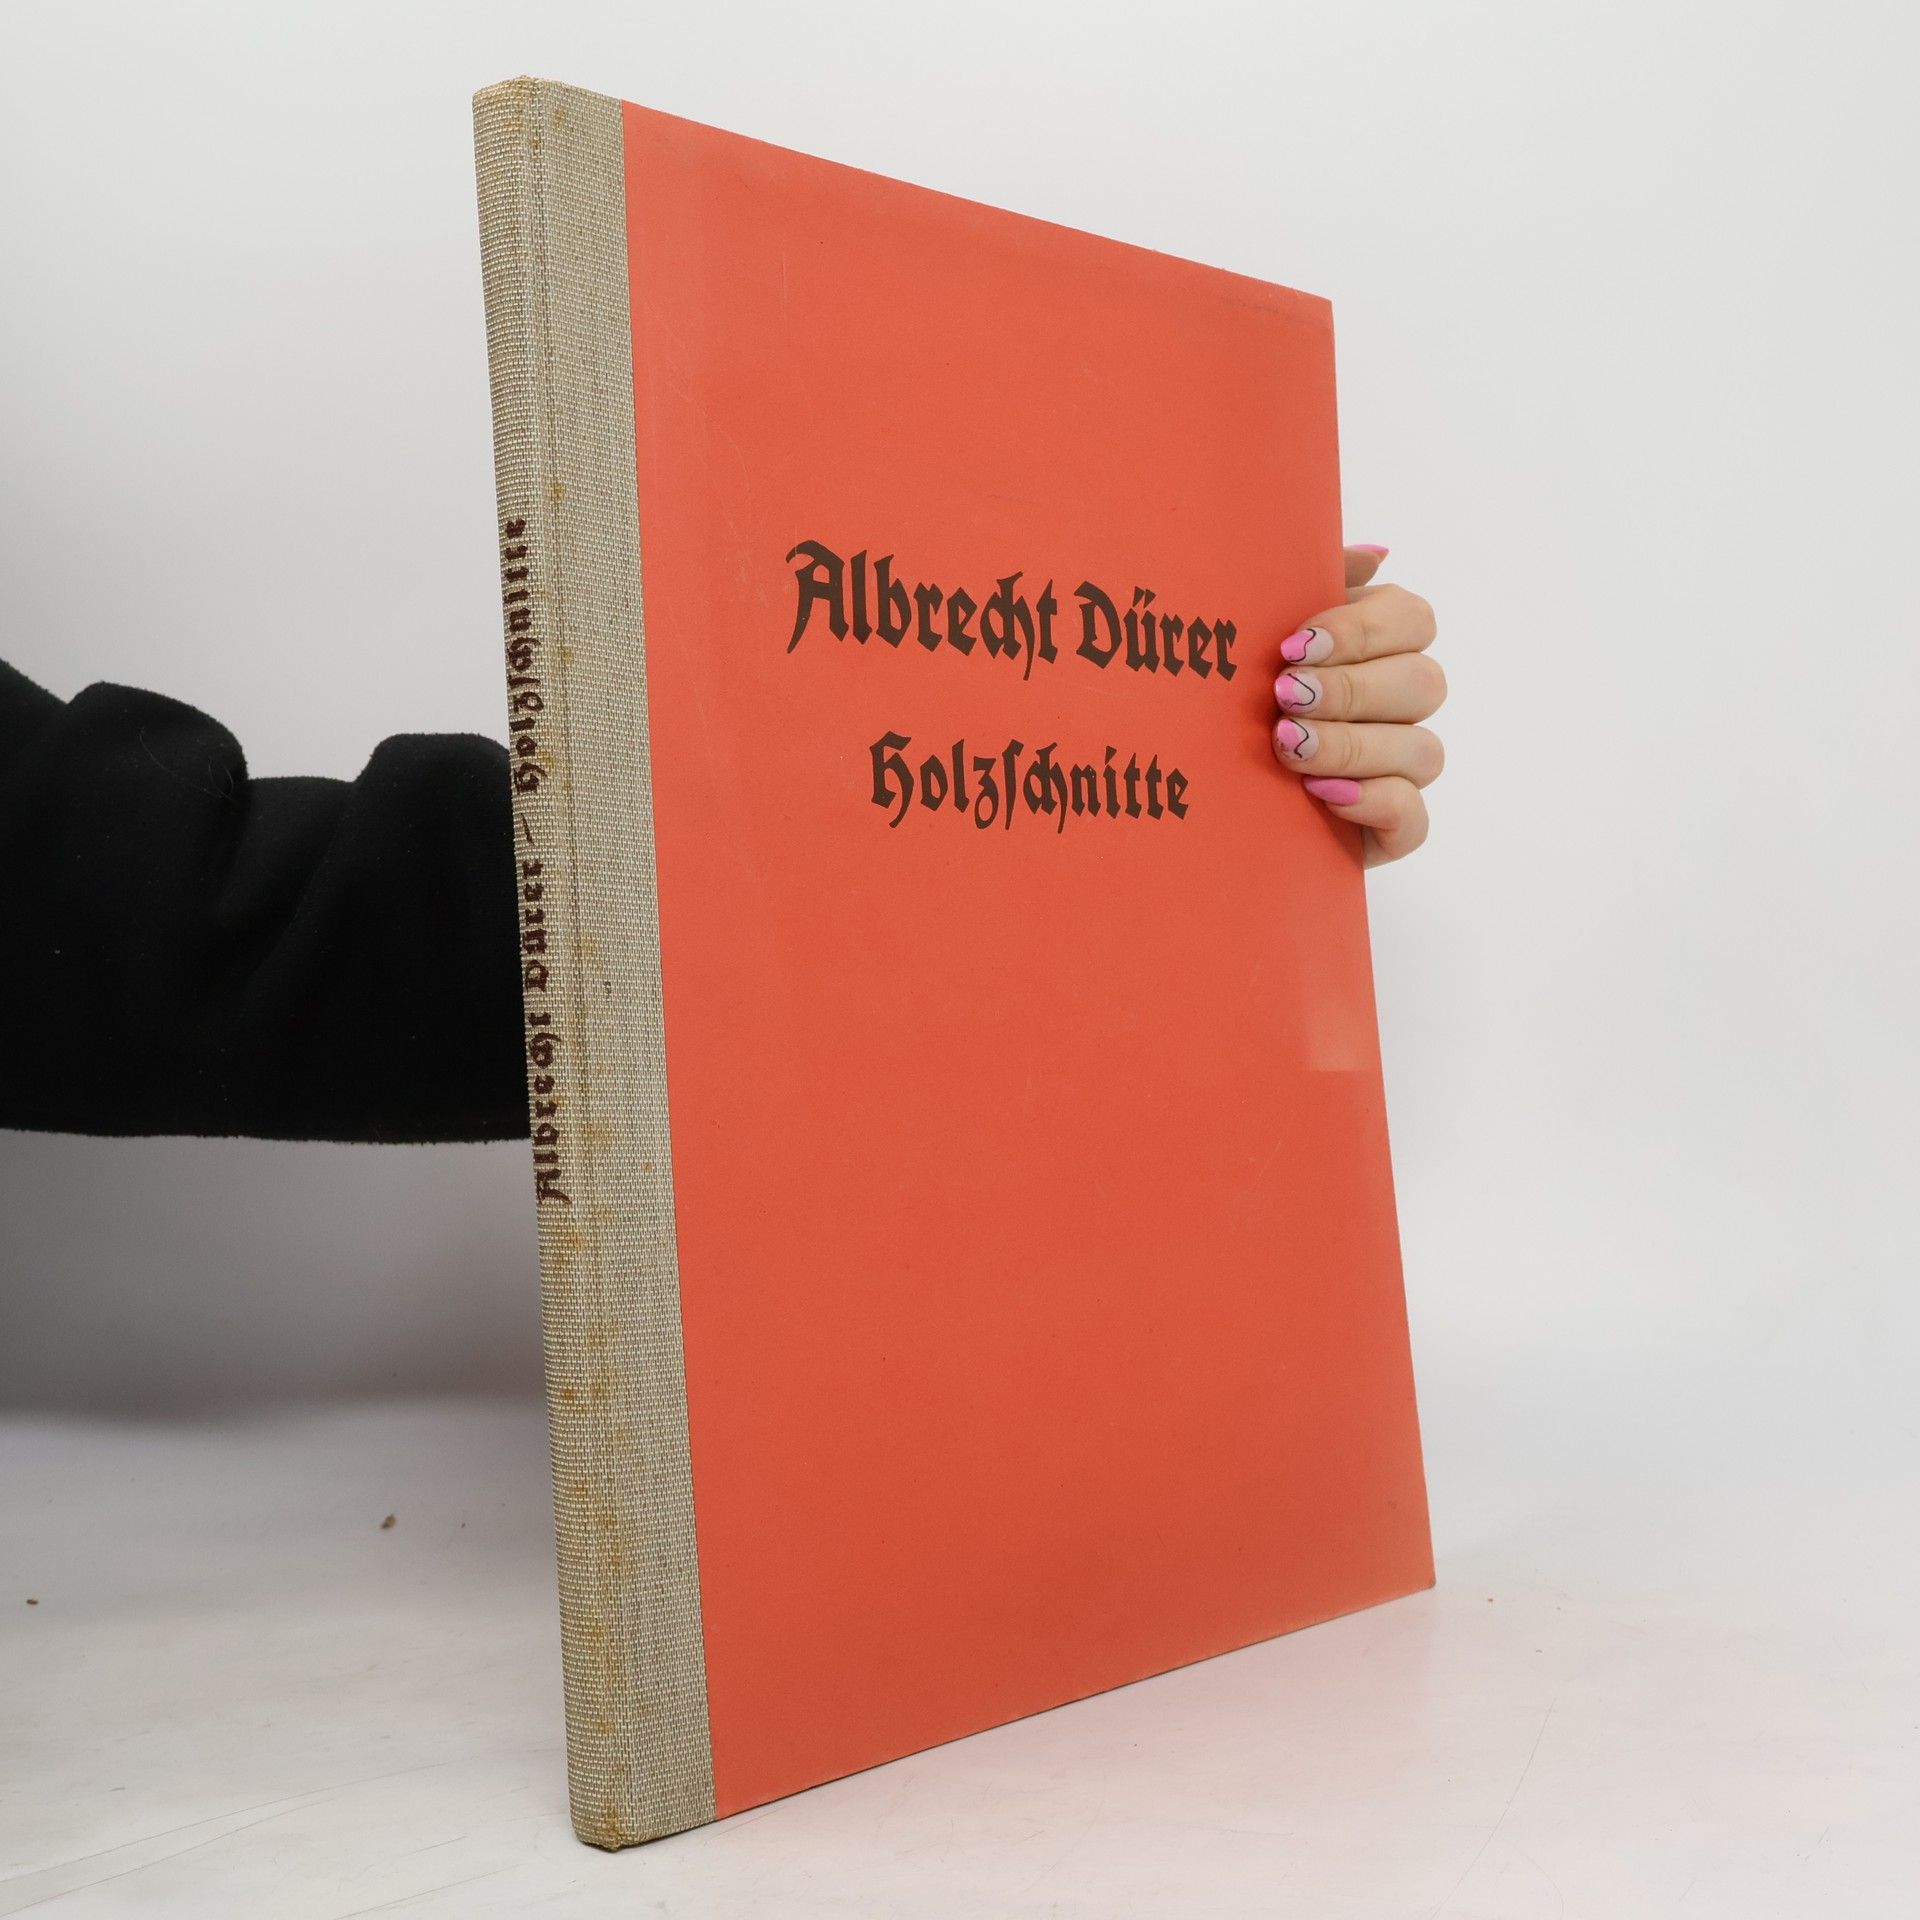 Albrecht Dürer
Holzſchnitte
Albrecht Dürer – Holzſchnitte